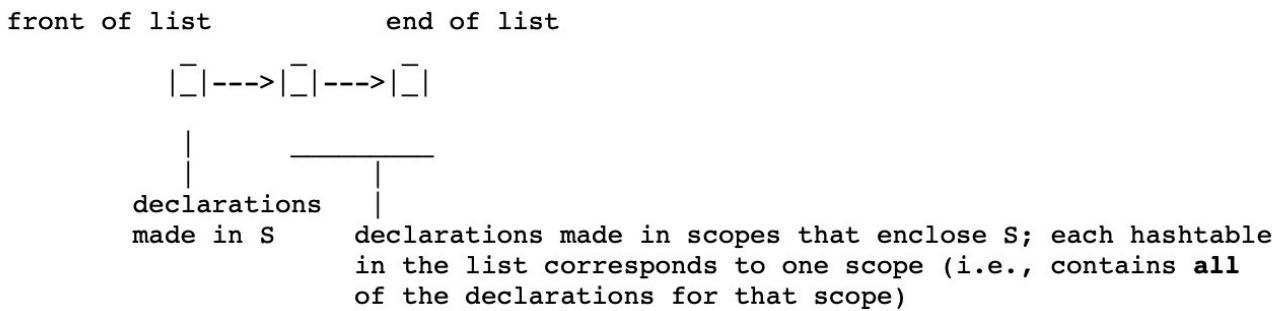 front of list end of list
|_|--->|_|--->|_|
declarations
made in S declarations made in scopes that enclose S; each hashtable
in the list corresponds to one scope (i.e., contains all
of the declarations for that scope)